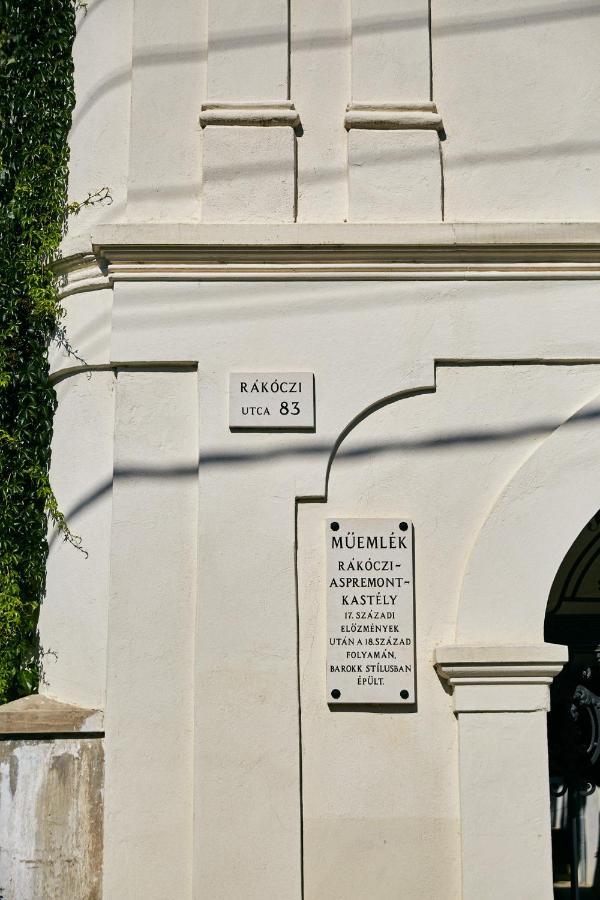 RÁKÓCZI
UTCA 83
MŰEMLÉK
RÁKÓCZI-
ASPREMONT-
KASTÉLY
17. SZÁZADI
ELŐZMÉNYEK
UTÁN A 18.SZÁZAD
FOLYAMÁN,
BAROKK STÍLUSBAN
ÉPÜLT.